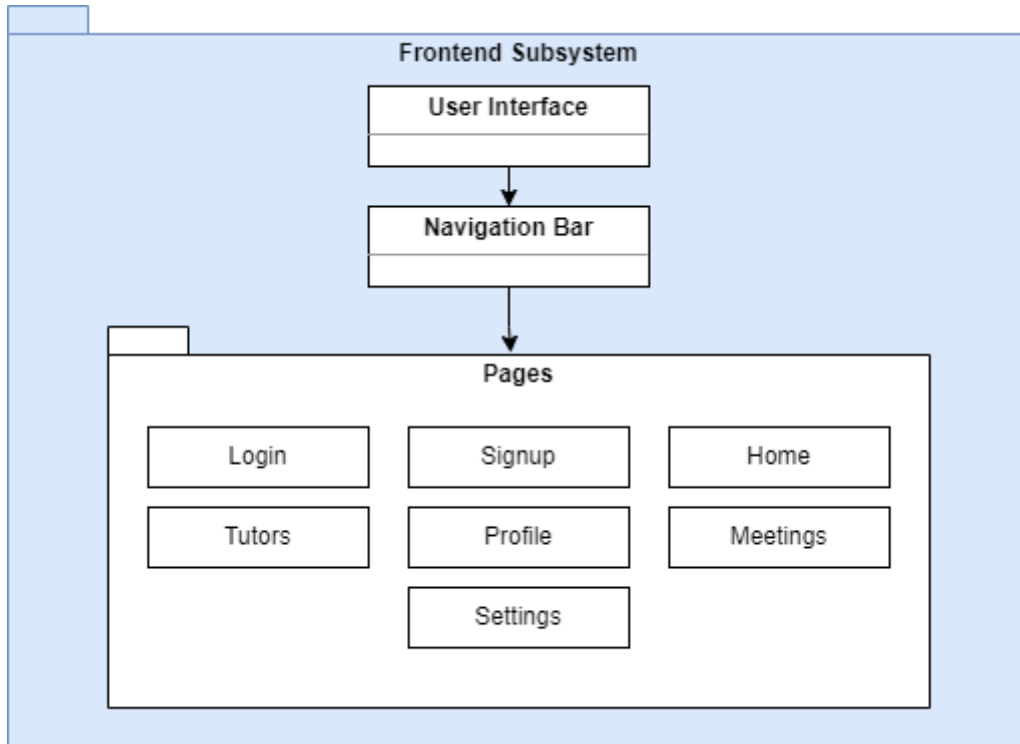 Frontend Subsystem
User Interface
Navigation Bar
Pages
Login
Signup
Home
Tutors
Profile
Meetings
Settings